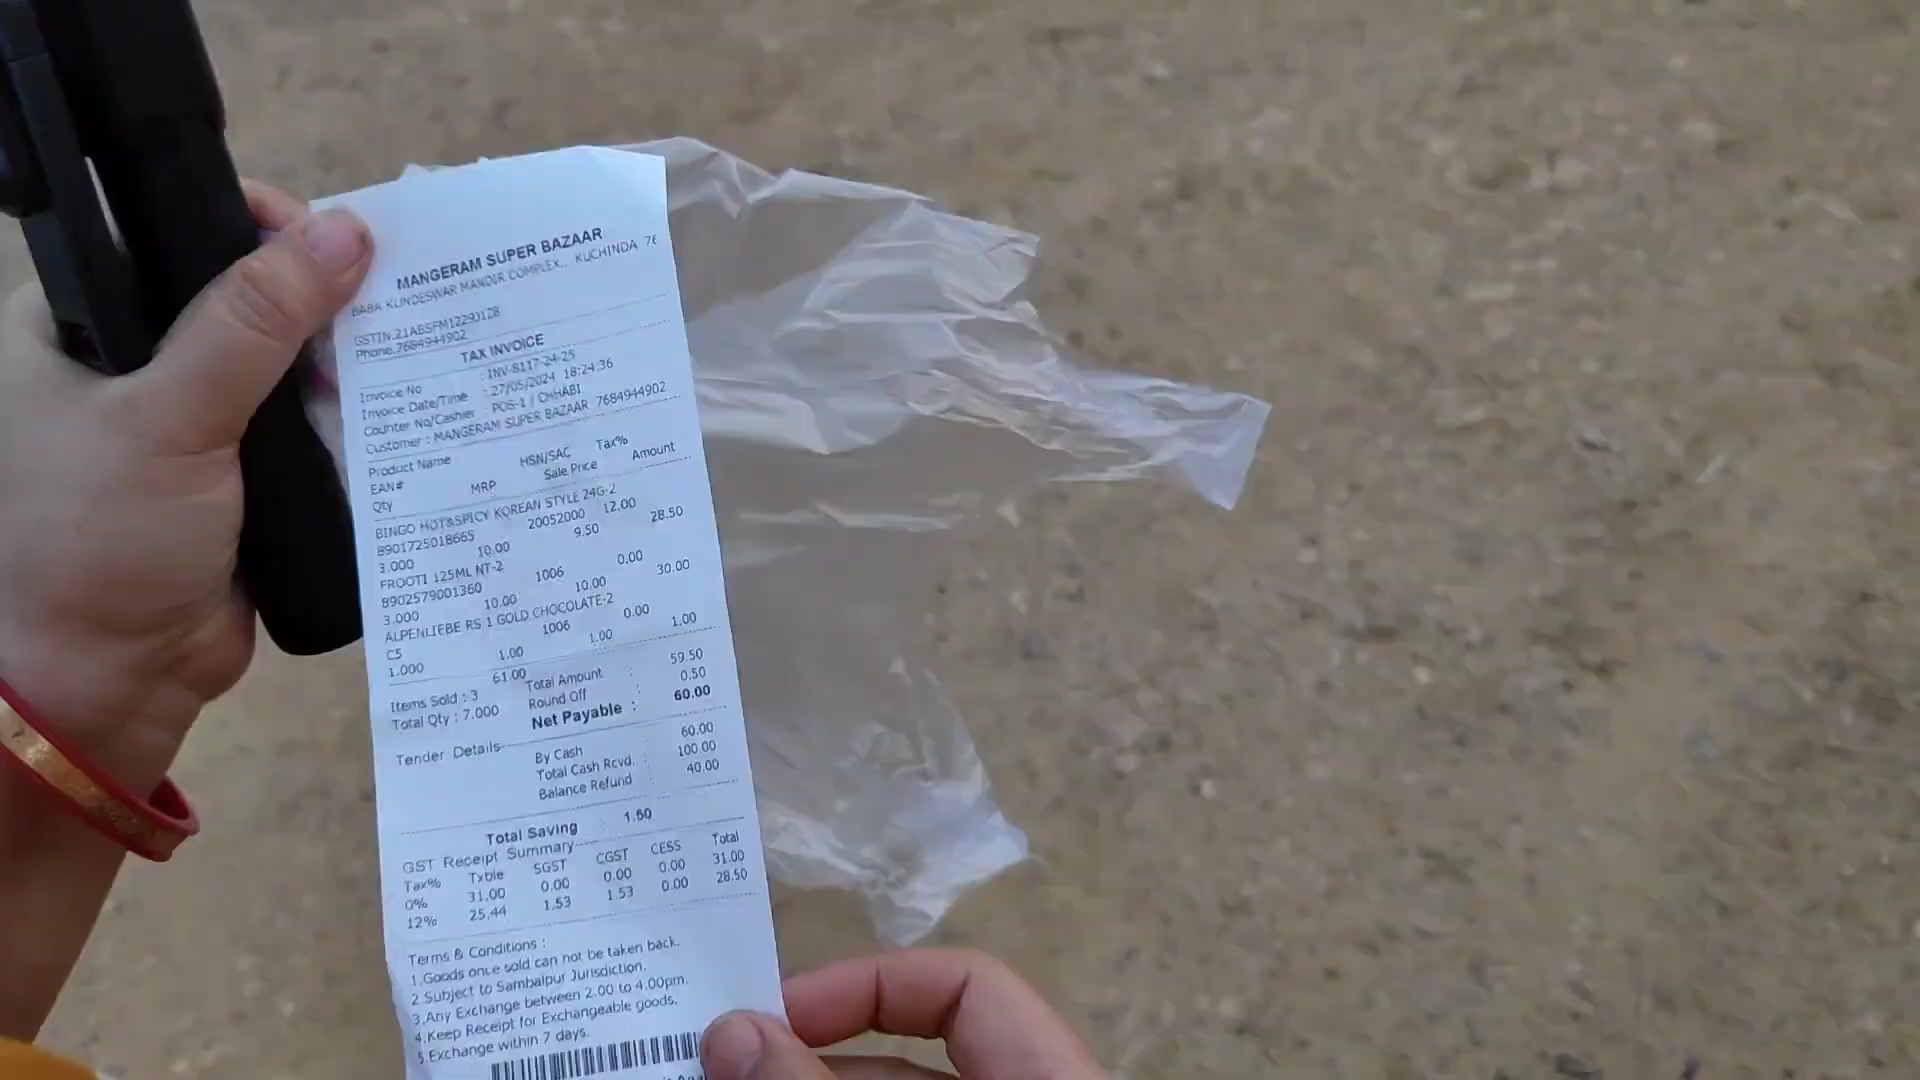 MANGERAM SUPER BAZAAR
BABA KUNDESWAR MANDIR COMPLEX.., KUCHINDA 76
GSTIN.21ABSFM1229J1Z8
Phone.7684944902
TAX INVOICE
Invoice No : INV-8117-24-25
Invoice Date/Time : 27/05/2024 18:24:36
Counter No/Cashier : POS-1 / CHHABI
Customer : MANGERAM SUPER BAZAAR 7684944902
Product Name HSN/SAC Tax%
EAN# MRP Sale Price Amount
Qty
BINGO HOT&SPICY KOREAN STYLE 24G-2
8901725018665 20052000 12.00
3.000 10.00 9.50 28.50
FROOTI 125ML NT-2
8902579001360 1006 0.00
3.000 10.00 10.00 30.00
ALPENLIEBE RS 1 GOLD CHOCOLATE-2
C5 1006 0.00
1.000 1.00 1.00 1.00
61.00
Items Sold : 3 Total Amount : 59.50
Total Qty : 7.000 Round Off : 0.50
Net Payable : 60.00
Tender Details
By Cash : 60.00
Total Cash Rcvd. : 100.00
Balance Refund : 40.00
Total Saving : 1.50
GST Receipt Summary
Tax% Txble SGST CGST CESS Total
0% 31.00 0.00 0.00 0.00 31.00
12% 25.44 1.53 1.53 0.00 28.50
Terms & Conditions :
1.Goods once sold can not be taken back.
2.Subject to Sambalpur Jurisdiction.
3.Any Exchange between 2.00 to 4.00pm.
4.Keep Receipt for Exchangeable goods.
5.Exchange within 7 days.